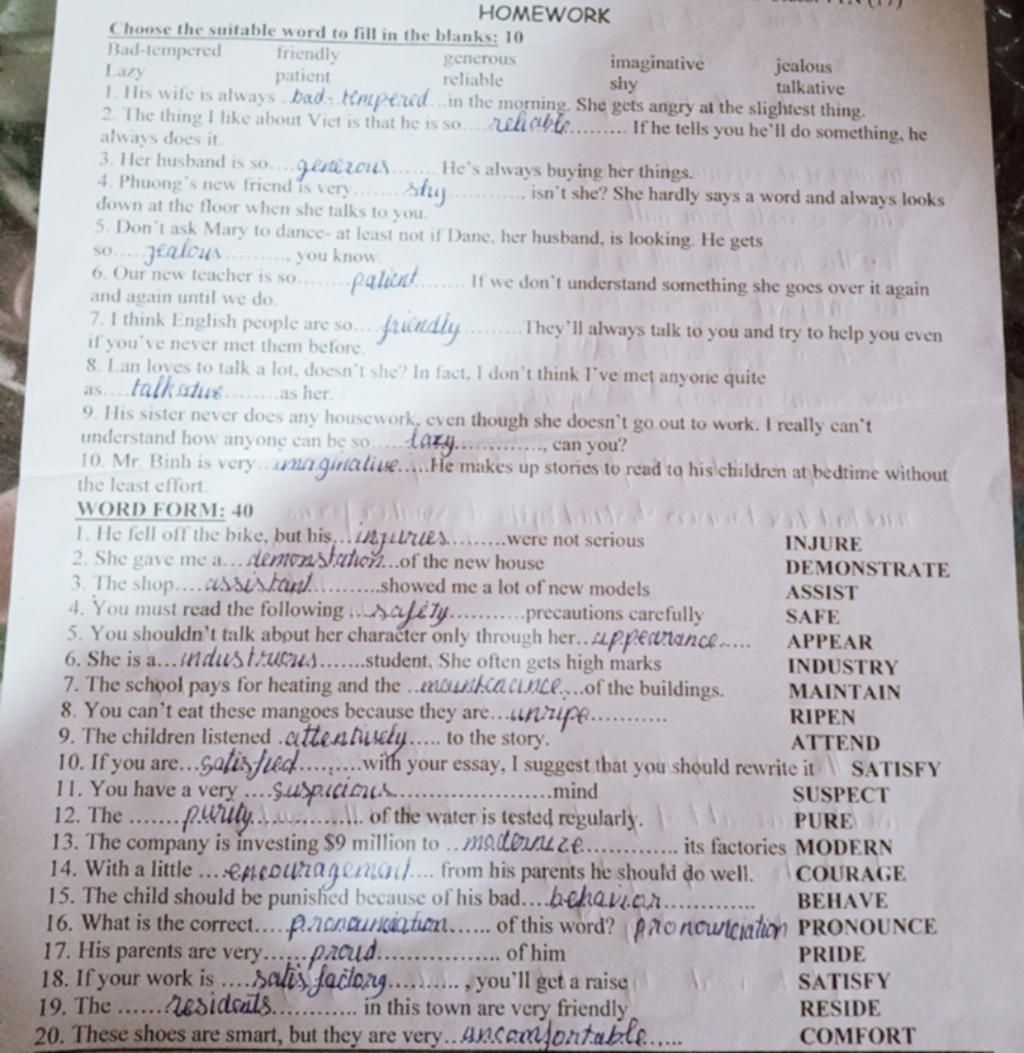 HOMEWORK
Choose the suitable word to fill in the blanks: 10
Bad-tempered friendly generous imaginative jealous
Lazy patient reliable shy talkative
1. His wife is always .bad-tempered...in the morning. She gets angry at the slightest thing.
2. The thing I like about Viet is that he is so....reliable......... If he tells you he'll do something, he
always does it.
3. Her husband is so....generous....... He's always buying her things.
4. Phuong's new friend is very.......shy..........., isn't she? She hardly says a word and always looks
down at the floor when she talks to you.
5. Don't ask Mary to dance- at least not if Dane, her husband, is looking. He gets
so.....jealous..........., you know.
6. Our new teacher is so........patient........ If we don't understand something she goes over it again
and again until we do.
7. I think English people are so...friendly..........They'll always talk to you and try to help you even
if you've never met them before.
8. Lan loves to talk a lot, doesn't she? In fact, I don't think I've met anyone quite
as....talkative.........as her.
9. His sister never does any housework, even though she doesn't go out to work. I really can't
understand how anyone can be so.....lazy............., can you?
10. Mr. Binh is very..imaginative.....He makes up stories to read to his children at bedtime without
the least effort.
WORD FORM: 40
1. He fell off the bike, but his...injuries.........were not serious INJURE
2. She gave me a...demonstation...of the new house DEMONSTRATE
3. The shop....assistant...........showed me a lot of new models ASSIST
4. You must read the following ...safety...........precautions carefully SAFE
5. You shouldn't talk about her character only through her..appearance..... APPEAR
6. She is a...industrious.......student. She often gets high marks INDUSTRY
7. The school pays for heating and the ..mainteacince....of the buildings. MAINTAIN
8. You can't eat these mangoes because they are...unripe........... RIPEN
9. The children listened .attentively..... to the story. ATTEND
10. If you are...satisfied.........with your essay, I suggest that you should rewrite it SATISFY
11. You have a very ....suspicious......................mind SUSPECT
12. The .......purity............... of the water is tested regularly. PURE
13. The company is investing $9 million to ..modernize............. its factories MODERN
14. With a little ....encouragement.... from his parents he should do well. COURAGE
15. The child should be punished because of his bad....behavior............. BEHAVE
16. What is the correct....pronounciation...... of this word? pronounciation PRONOUNCE
17. His parents are very......proud................. of him PRIDE
18. If your work is ....satisfactory.......... , you'll get a raise SATISFY
19. The ......residents............ in this town are very friendly RESIDE
20. These shoes are smart, but they are very..uncomfortable...... COMFORT